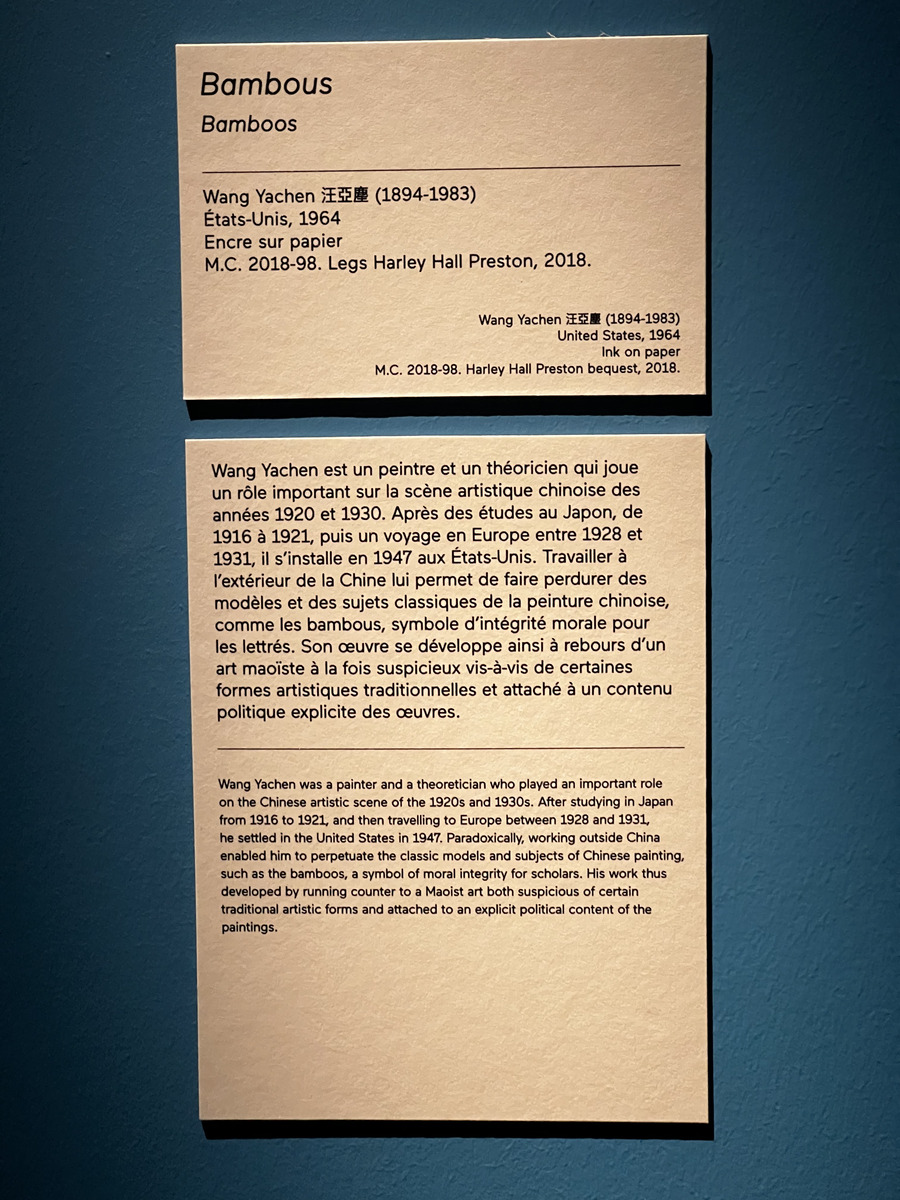 Bambous
Bamboos
Wang Yachen 汪亞塵 (1894-1983)
États-Unis, 1964
Encre sur papier
M.C. 2018-98. Legs Harley Hall Preston, 2018.
Wang Yachen 汪亞塵 (1894-1983)
United States, 1964
Ink on paper
M.C. 2018-98. Harley Hall Preston bequest, 2018.
Wang Yachen est un peintre et un théoricien qui joue
un rôle important sur la scène artistique chinoise des
années 1920 et 1930. Après des études au Japon, de
1916 à 1921, puis un voyage en Europe entre 1928 et
1931, il s’installe en 1947 aux États-Unis. Travailler à
l’extérieur de la Chine lui permet de faire perdurer des
modèles et des sujets classiques de la peinture chinoise,
comme les bambous, symbole d’intégrité morale pour
les lettrés. Son œuvre se développe ainsi à rebours d’un
art maoïste à la fois suspicieux vis-à-vis de certaines
formes artistiques traditionnelles et attaché à un contenu
politique explicite des œuvres.
Wang Yachen was a painter and a theoretician who played an important role
on the Chinese artistic scene of the 1920s and 1930s. After studying in Japan
from 1916 to 1921, and then travelling to Europe between 1928 and 1931,
he settled in the United States in 1947. Paradoxically, working outside China
enabled him to perpetuate the classic models and subjects of Chinese painting,
such as the bamboos, a symbol of moral integrity for scholars. His work thus
developed by running counter to a Maoist art both suspicious of certain
traditional artistic forms and attached to an explicit political content of the
paintings.